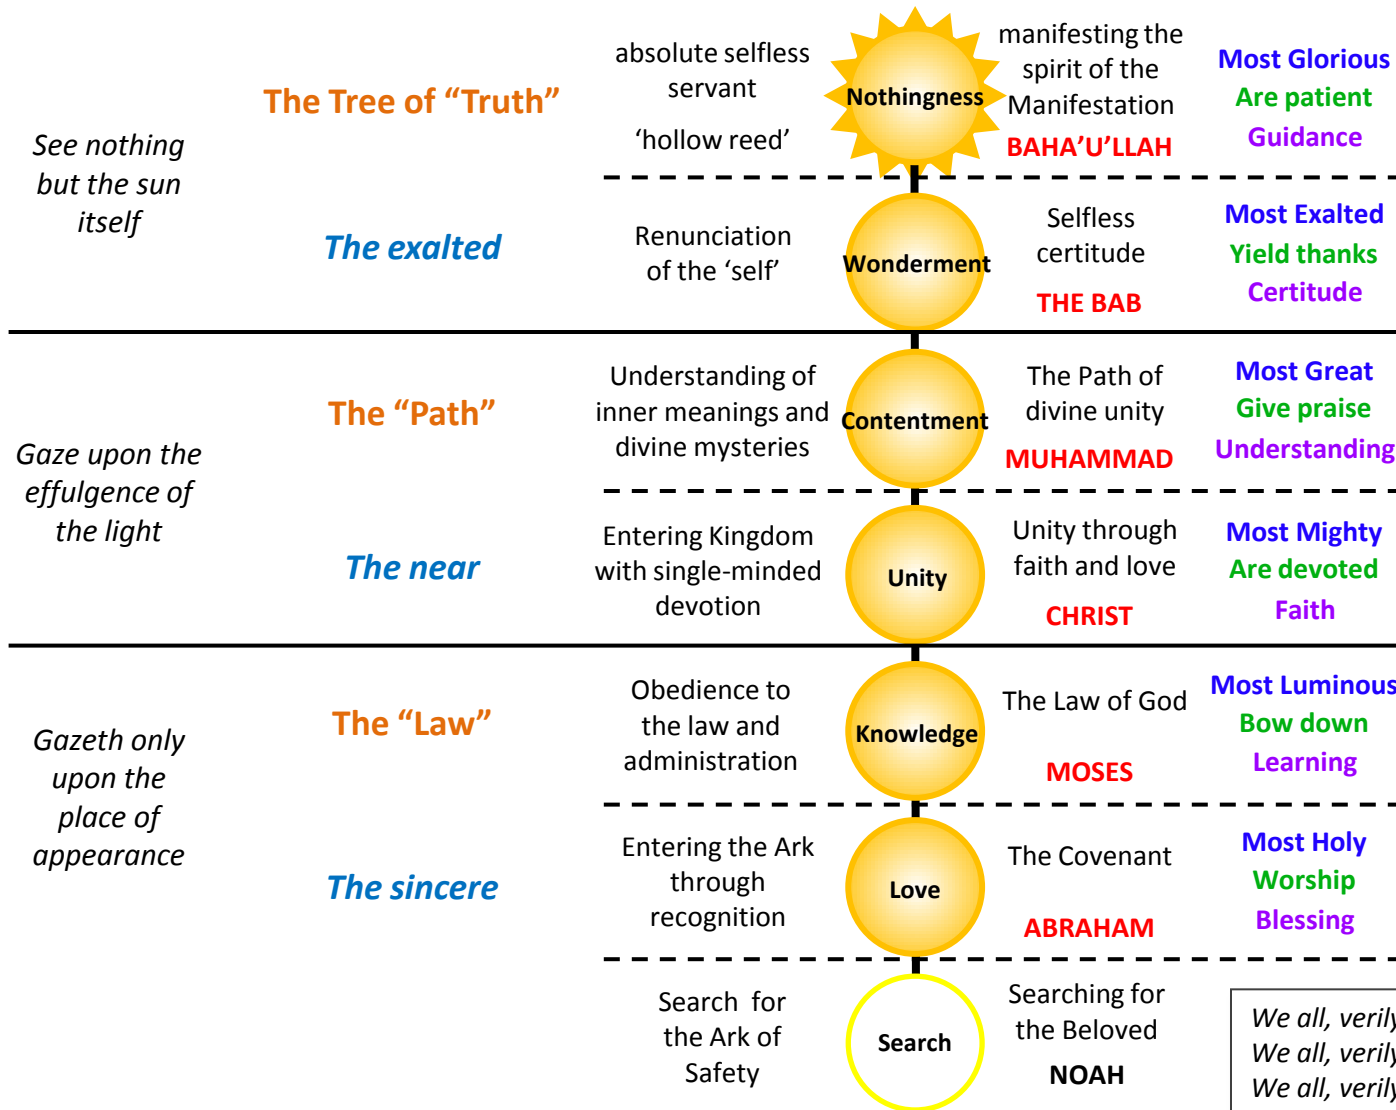 See nothing
but the sun
itself
The Tree of “Truth”
The exalted
absolute selfless
servant
‘hollow reed’
Nothingness
manifesting the
spirit of the
Manifestation
BAHA’U’LLAH
Most Glorious
Are patient
Guidance
Renunciation
of the ‘self’
Wonderment
Selfless
certitude
THE BAB
Most Exalted
Yield thanks
Certitude
Gaze upon the
effulgence of
the light
The “Path”
The near
Understanding of
inner meanings and
divine mysteries
Contentment
The Path of
divine unity
MUHAMMAD
Most Great
Give praise
Understanding
Entering Kingdom
with single-minded
devotion
Unity
Unity through
faith and love
CHRIST
Most Mighty
Are devoted
Faith
Gazeth only
upon the
place of
appearance
The “Law”
The sincere
Obedience to
the law and
administration
Knowledge
The Law of God
MOSES
Most Luminous
Bow down
Learning
Entering the Ark
through
recognition
Love
The Covenant
ABRAHAM
Most Holy
Worship
Blessing
Search for
the Ark of
Safety
Search
Searching for
the Beloved
NOAH
We all, verily
We all, verily
We all, verily